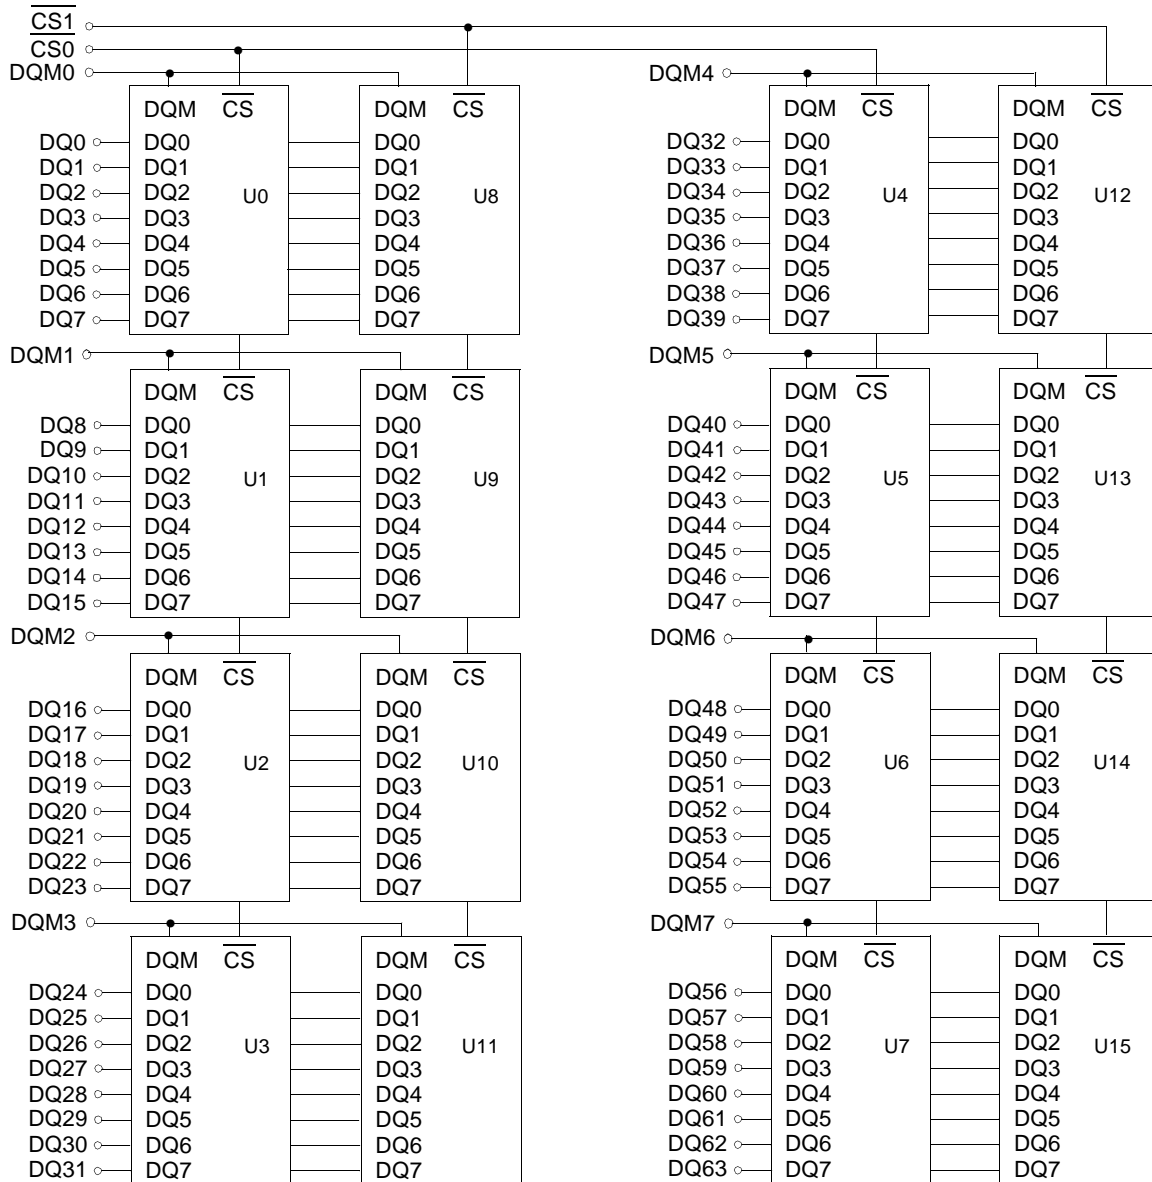 CS1
CS0
DQM0
DQM CS
DQM CS
DQ0 DQ0 DQ0
DQ1 DQ1 DQ1
DQ2 DQ2 U0 DQ2 U8
DQ3 DQ3 DQ3
DQ4 DQ4 DQ4
DQ5 DQ5 DQ5
DQ6 DQ6 DQ6
DQ7 DQ7 DQ7
DQM1
DQM CS
DQM CS
DQ8 DQ0 DQ0
DQ9 DQ1 DQ1
DQ10 DQ2 U1 DQ2 U9
DQ11 DQ3 DQ3
DQ12 DQ4 DQ4
DQ13 DQ5 DQ5
DQ14 DQ6 DQ6
DQ15 DQ7 DQ7
DQM2
DQM CS
DQM CS
DQ16 DQ0 DQ0
DQ17 DQ1 DQ1
DQ18 DQ2 U2 DQ2 U10
DQ19 DQ3 DQ3
DQ20 DQ4 DQ4
DQ21 DQ5 DQ5
DQ22 DQ6 DQ6
DQ23 DQ7 DQ7
DQM3
DQM CS
DQM CS
DQ24 DQ0 DQ0
DQ25 DQ1 DQ1
DQ26 DQ2 U3 DQ2 U11
DQ27 DQ3 DQ3
DQ28 DQ4 DQ4
DQ29 DQ5 DQ5
DQ30 DQ6 DQ6
DQ31 DQ7 DQ7
DQM4
DQM CS
DQM CS
DQ32 DQ0 DQ0
DQ33 DQ1 DQ1
DQ34 DQ2 U4 DQ2 U12
DQ35 DQ3 DQ3
DQ36 DQ4 DQ4
DQ37 DQ5 DQ5
DQ38 DQ6 DQ6
DQ39 DQ7 DQ7
DQM5
DQM CS
DQM CS
DQ40 DQ0 DQ0
DQ41 DQ1 DQ1
DQ42 DQ2 U5 DQ2 U13
DQ43 DQ3 DQ3
DQ44 DQ4 DQ4
DQ45 DQ5 DQ5
DQ46 DQ6 DQ6
DQ47 DQ7 DQ7
DQM6
DQM CS
DQM CS
DQ48 DQ0 DQ0
DQ49 DQ1 DQ1
DQ50 DQ2 U6 DQ2 U14
DQ51 DQ3 DQ3
DQ52 DQ4 DQ4
DQ53 DQ5 DQ5
DQ54 DQ6 DQ6
DQ55 DQ7 DQ7
DQM7
DQM CS
DQM CS
DQ56 DQ0 DQ0
DQ57 DQ1 DQ1
DQ58 DQ2 U7 DQ2 U15
DQ59 DQ3 DQ3
DQ60 DQ4 DQ4
DQ61 DQ5 DQ5
DQ62 DQ6 DQ6
DQ63 DQ7 DQ7